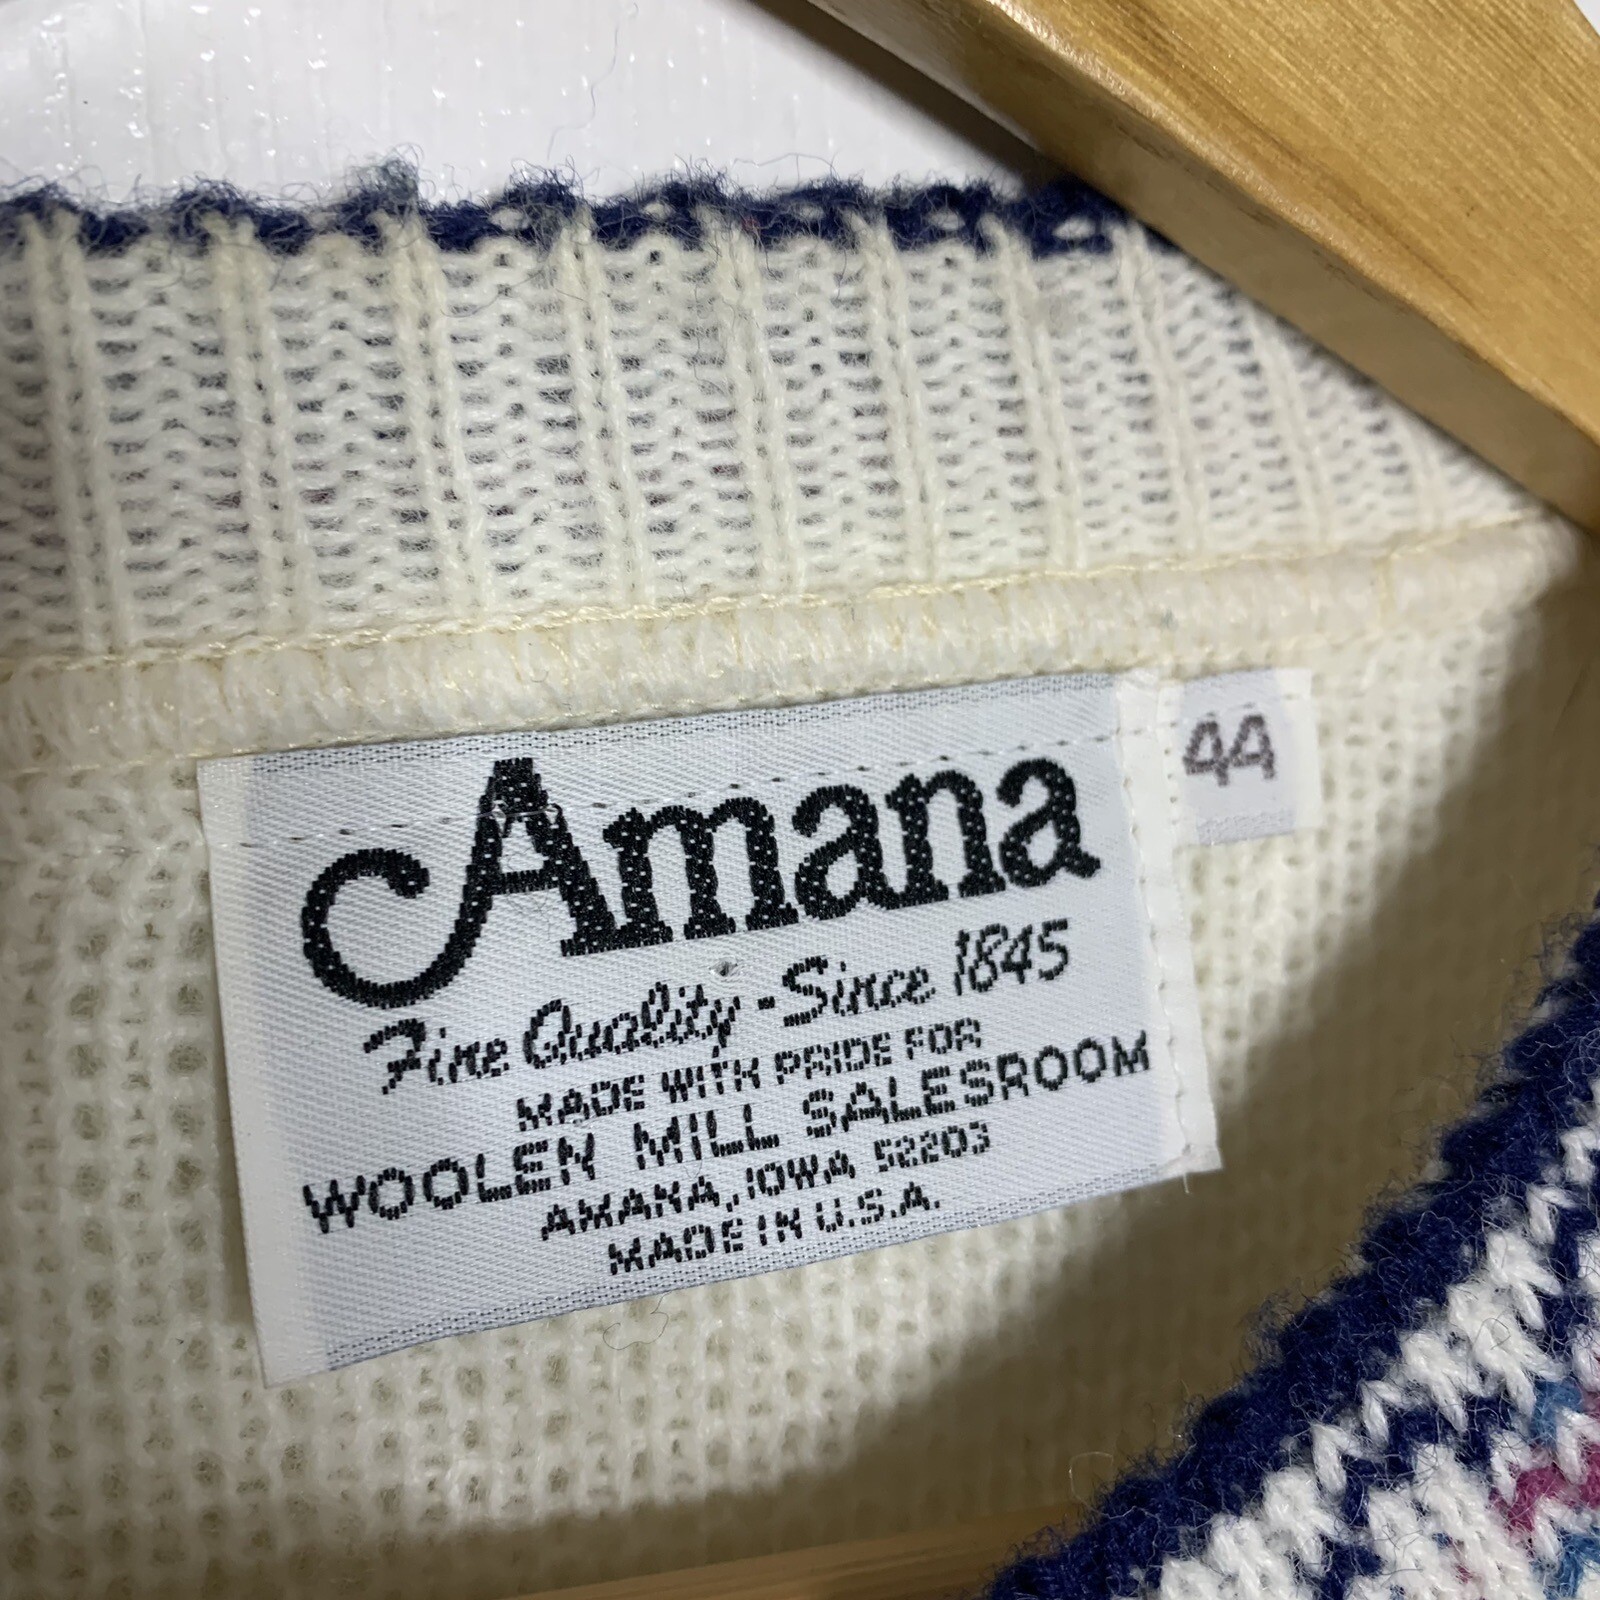 Amana
44
Fine Quality - Since 1845
MADE WITH PRIDE FOR
WOOLEN MILL SALESROOM
AMANA, IOWA 52203
MADE IN U.S.A.